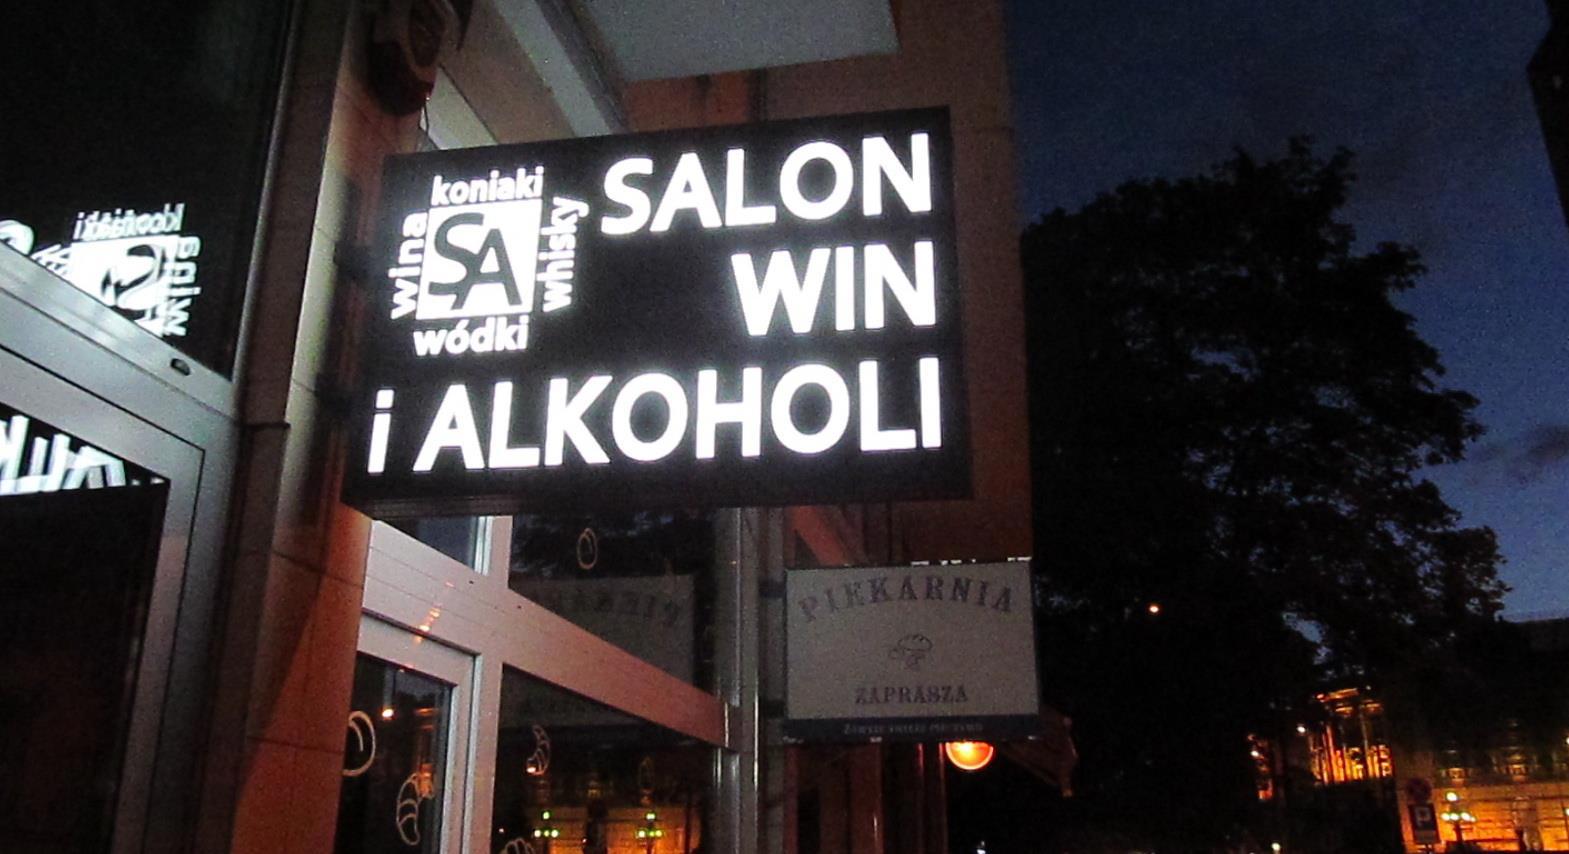 koniaki
wina
SA
whisky
wódki
SALON
WIN
i ALKOHOLI
PIEKARNIA
ZAPRASZA
P